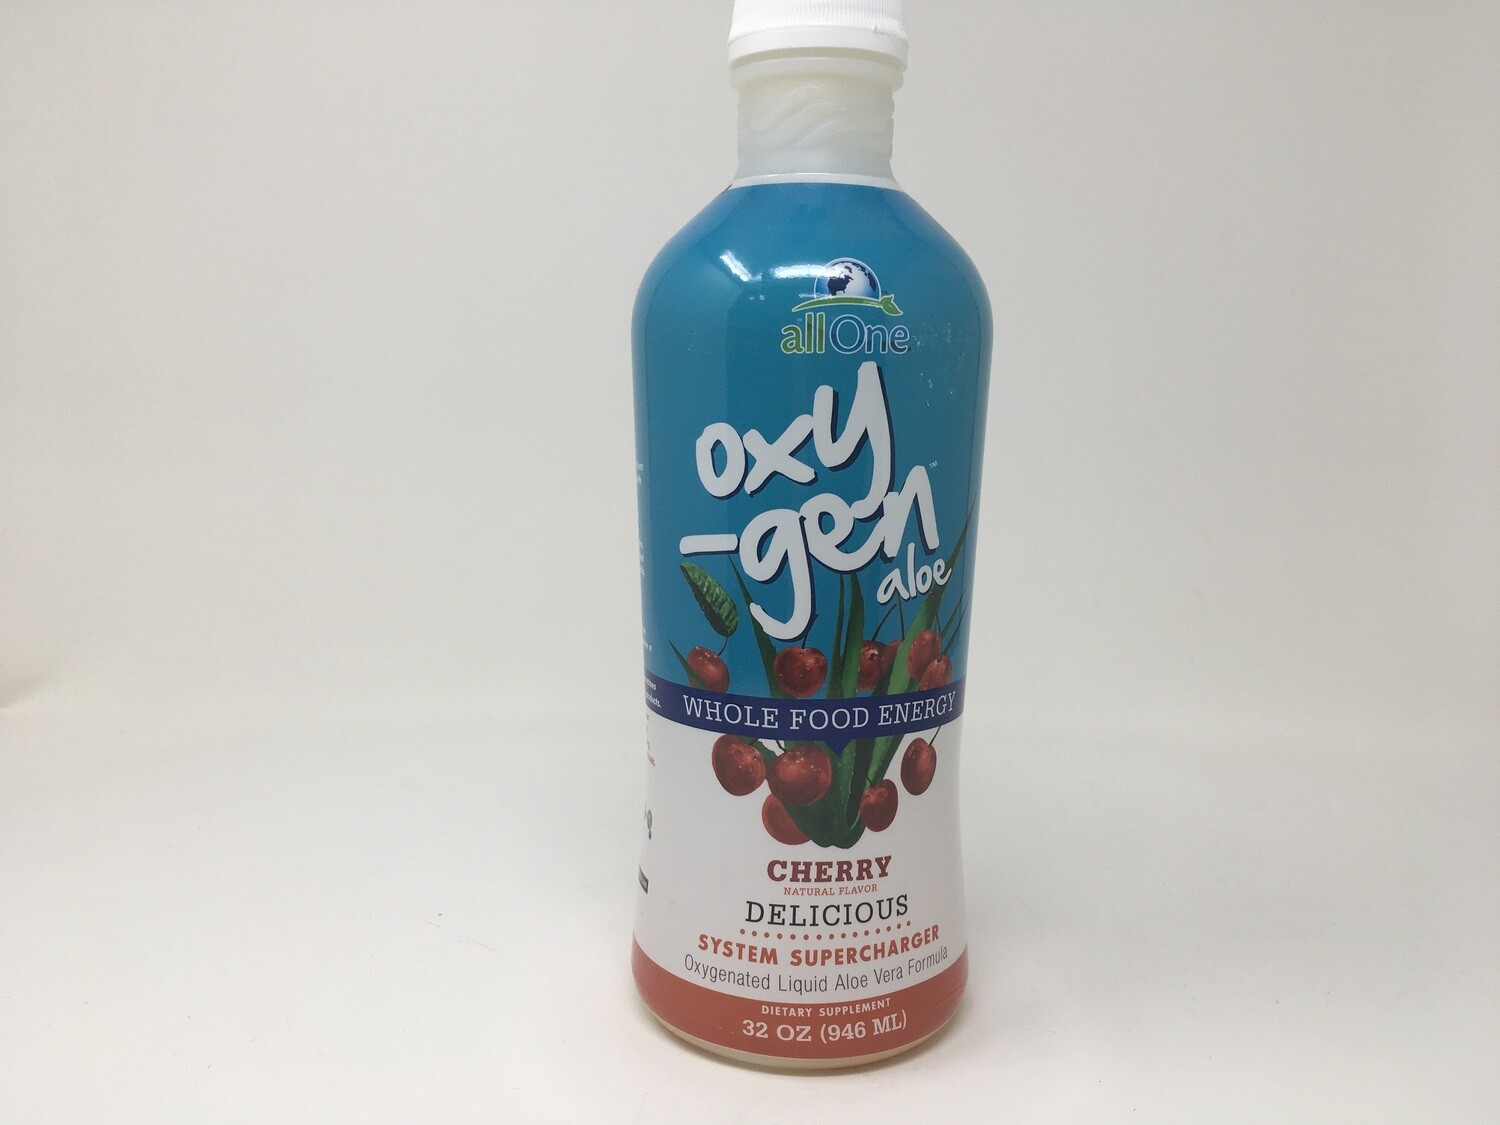 allOne
oxy
-gen™
aloe
WHOLE FOOD ENERGY
CHERRY
NATURAL FLAVOR
DELICIOUS
SYSTEM SUPERCHARGER
Oxygenated Liquid Aloe Vera Formula
DIETARY SUPPLEMENT
32 OZ (946 ML)